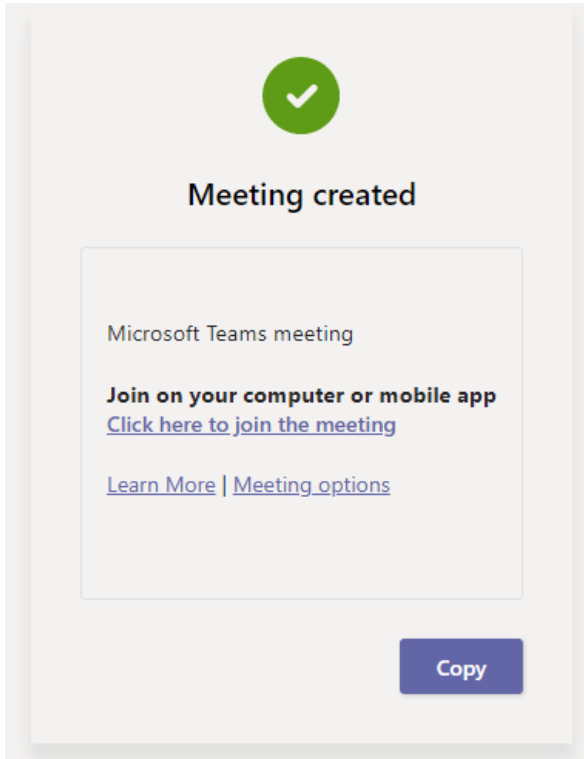 Meeting created
Microsoft Teams meeting
Join on your computer or mobile app
Click here to join the meeting
Learn More | Meeting options
Copy